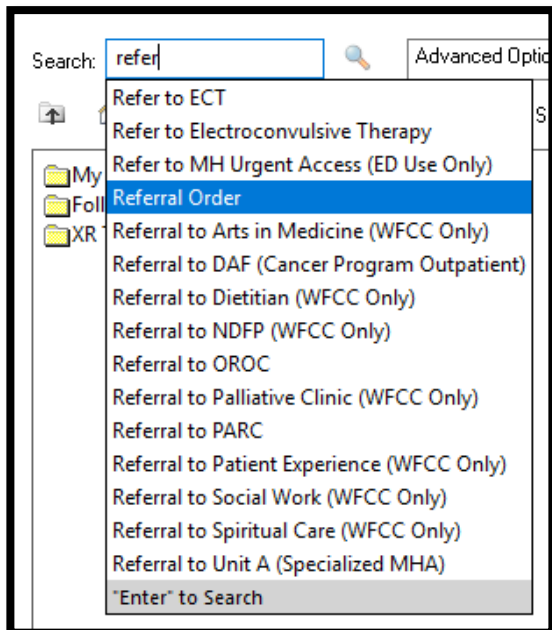 Search: refer Advanced Optio
S
Refer to ECT
Refer to Electroconvulsive Therapy
Refer to MH Urgent Access (ED Use Only)
My
Referral Order
Foll
Referral to Arts in Medicine (WFCC Only)
XR T
Referral to DAF (Cancer Program Outpatient)
Referral to Dietitian (WFCC Only)
Referral to NDFP (WFCC Only)
Referral to OROC
Referral to Palliative Clinic (WFCC Only)
Referral to PARC
Referral to Patient Experience (WFCC Only)
Referral to Social Work (WFCC Only)
Referral to Spiritual Care (WFCC Only)
Referral to Unit A (Specialized MHA)
"Enter" to Search